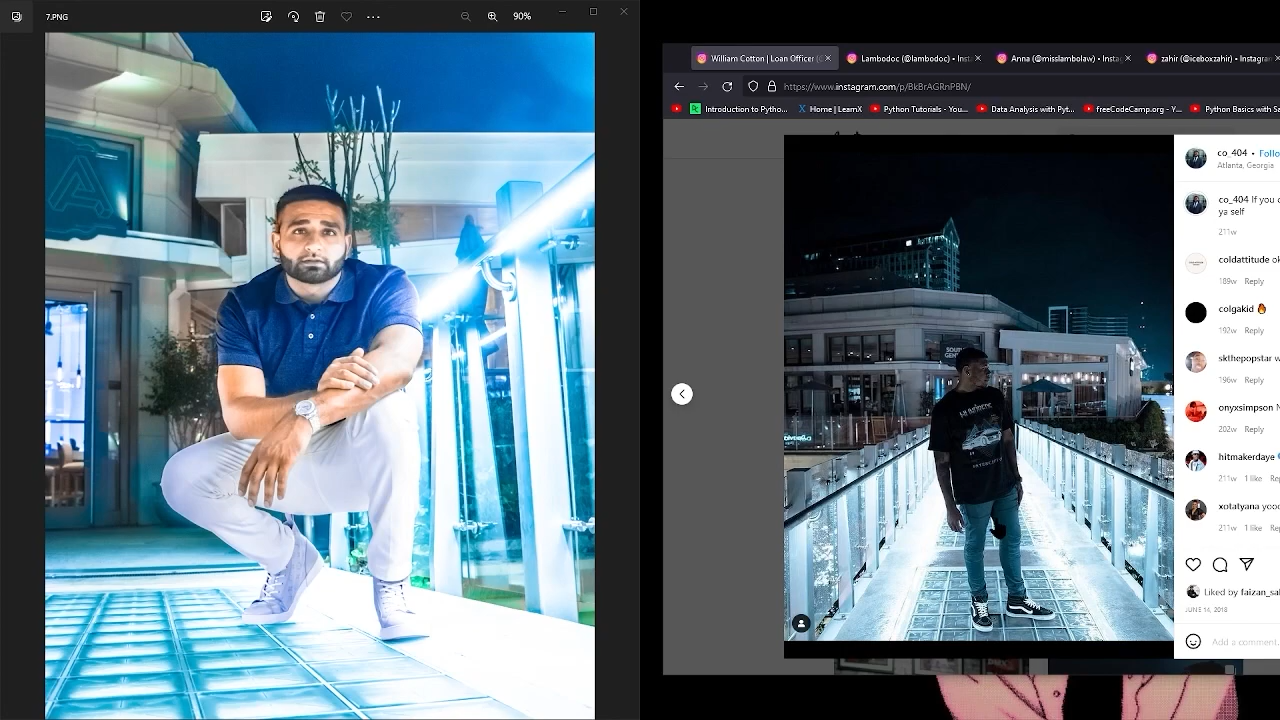 7.PNG
90%
William Cotton | Loan Officer (
Lambodoc (@lambodoc) • Inst
Anna (@misslambolaw) • Insta
zahir (@iceboxzahir) • Instagram
https://www.instagram.com/p/BkBrAGRnPBN/
Introduction to Pytho...
Home | LearnX
Python Tutorials - You...
Data Analysis with Pyt...
freeCodeCamp.org - Y...
Python Basics with S
co_404 • Follo
Atlanta, Georgia
co_404 If you d
ya self
211w
coldattitude ok
189w Reply
colgakid 🔥
192w Reply
skthepopstar w
196w Reply
onyxsimpson
202w Reply
hitmakerdaye
211w 1 like Rep
xotatyana yooo
211w 1 like Rep
Liked by faizan_sa
JUNE 14, 2018
Add a comment.